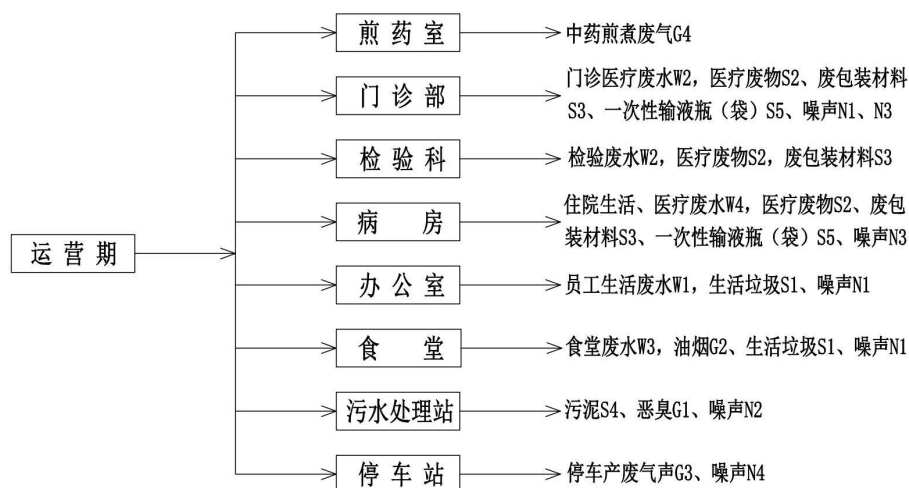 煎药室
中药煎煮废气G4
门诊部
门诊医疗废水W2，医疗废物S2、废包装材料
S3、一次性输液瓶（袋）S5、噪声N1、N3
检验科
检验废水W2，医疗废物S2，废包装材料S3
病房
住院生活、医疗废水W4，医疗废物S2、废包
装材料S3、一次性输液瓶（袋）S5、噪声N3
运营期
办公室
员工生活废水W1，生活垃圾S1、噪声N1
食堂
食堂废水W3，油烟G2、生活垃圾S1、噪声N1
污水处理站
污泥S4、恶臭G1、噪声N2
停车站
停车产废气声G3、噪声N4